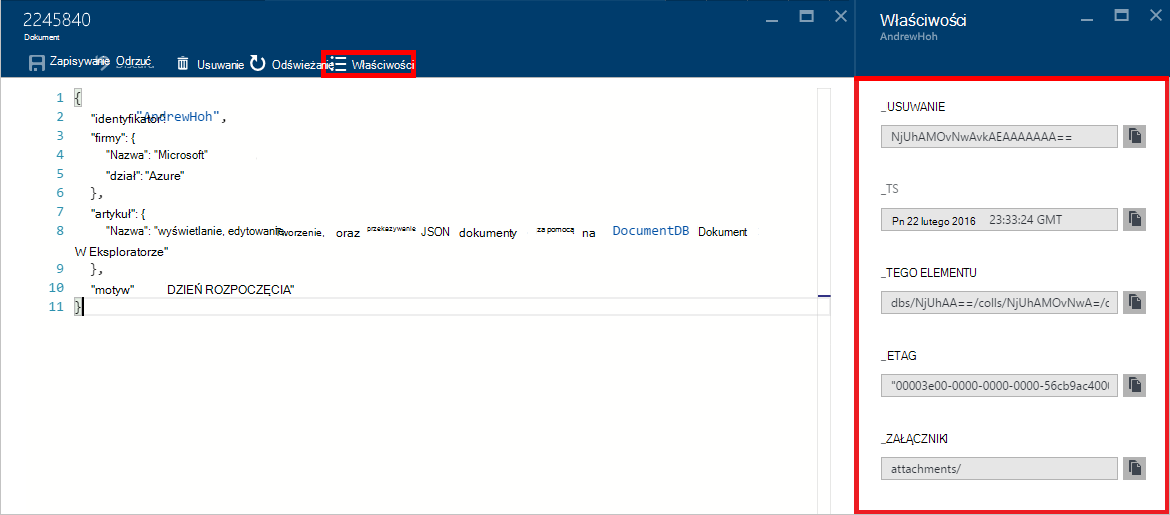 2245840
Dokument
Zapisywanie Odrzuć Usuwanie Odświeżanie Właściwości
1 {
2 "identyfikator": "AndrewHoh",
3 "firmy": {
4 "Nazwa": "Microsoft"
5 "dział": "Azure"
6 },
7 "artykuł": {
8 "Nazwa": "wyświetlanie, edytowanie, Tworzenie, oraz przekazywanie JSON dokumenty za pomocą na DocumentDB Dokument
W Eksploratorze"
9 },
10 "motyw" DZIEŃ ROZPOCZĘCIA"
11 }
Właściwości
AndrewHoh
_USUWANIE
NjUhAMOvNwAvkAEAAAAAAA==
_TS
Pn 22 lutego 2016 23:33:24 GMT
_TEGO ELEMENTU
dbs/NjUhAA==/colls/NjUhAMOvNwA=/c
_ETAG
"00003e00-0000-0000-0000-56cb9ac4000
_ZAŁĄCZNIKI
attachments/